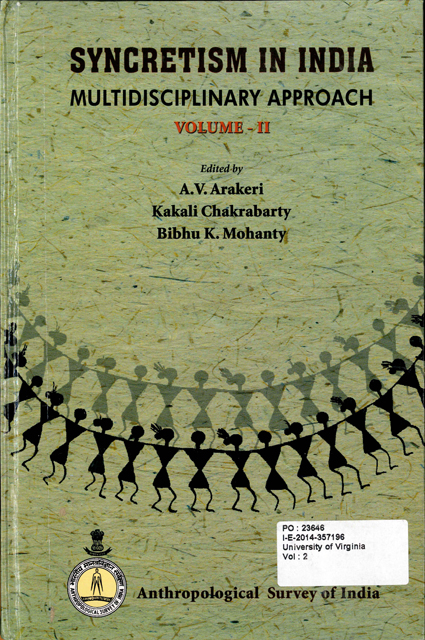 SYNCRETISM IN INDIA
MULTIDISCIPLINARY APPROACH
VOLUME - II
Edited by
A.V. Arakeri
Kakali Chakrabarty
Bibhu K. Mohanty
PO : 23646
I-E-2014-357196
University of Virginia
Vol : 2
Anthropological Survey of India